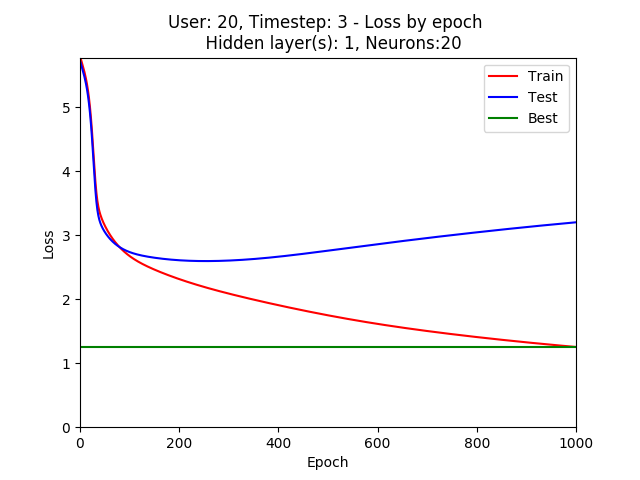 User: 20, Timestep: 3 - Loss by epoch
Hidden layer(s): 1, Neurons:20
Train
Test
Best
5
4
3
2
1
0
Loss
0 200 400 600 800 1000
Epoch